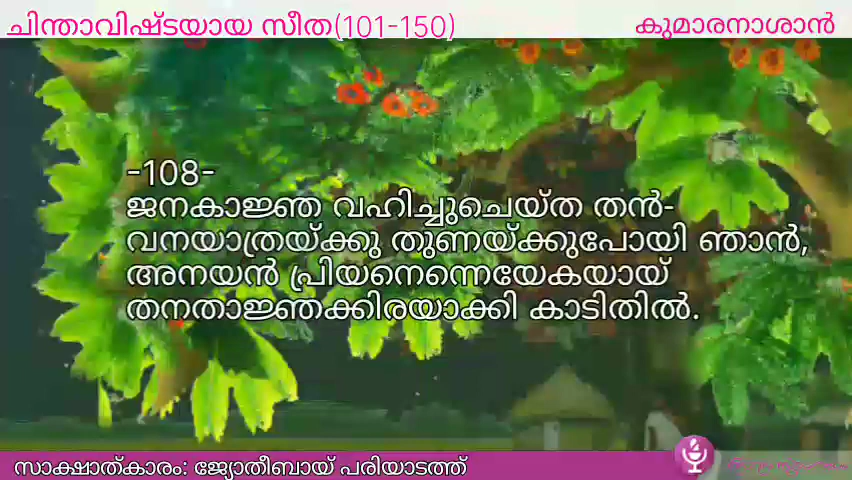 ചിന്താവിഷ്ടയായ സീത(101-150)
കുമാരനാശാൻ
-108-
ജനകാജ്ഞ വഹിച്ചുചെയ്ത തൻ-
വനയാത്രയ്ക്കു തുണയ്ക്കുപോയി ഞാൻ,
അനയൻ പ്രിയനെന്നെയേകയായ്
തനതാജ്ഞക്കിരയാക്കി കാടിതിൽ.
സാക്ഷാത്കാരം: ജ്യോതീബായ് പരിയാടത്ത്